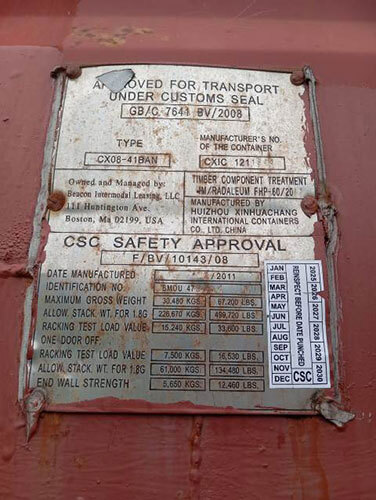 APPROVED FOR TRANSPORT
UNDER CUSTOMS SEAL
GB/C 7641 BV/2008
TYPE
MANUFACTURER'S NO.
OF THE CONTAINER
CX08-41BAN
CXIC 121
Owned and Managed by:
Beacon Intermodal Leasing, LLC
111 Huntington Ave.
Boston, Ma 02199, USA
TIMBER COMPONENT TREATMENT
IM/RADALEUM FHP-60/20
MANUFACTURED BY
HUIZHOU XINHUACHANG
INTERNATIONAL CONTAINERS
CO., LTD. CHINA
CSC SAFETY APPROVAL
F/BV/10143/08
DATE MANUFACTURED /2011
IDENTIFICATION NO. BMOU 47
MAXIMUM GROSS WEIGHT 30,480 KGS. 67,200 LBS.
ALLOW. STACK. WT. FOR 1.8G 226,670 KGS. 499,720 LBS.
RACKING TEST LOAD VALUE 15,240 KGS. 33,600 LBS.
ONE DOOR OFF:
RACKING TEST LOAD VALUE 7,500 KGS. 16,530 LBS.
ALLOW. STACK. WT. FOR 1.8G 61,000 KGS. 134,480 LBS.
END WALL STRENGTH 5,650 KGS. 12,460 LBS.
JAN
FEB
MAR
APR
MAY
JUN
JUL
AUG
SEP
OCT
NOV
DEC
REINSPECT BEFORE DATE PUNCHED
CSC
2025 2026 2027 2028 2029 2030